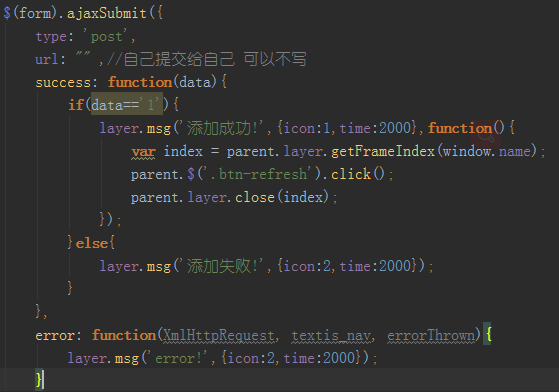 $(form).ajaxSubmit({
type: 'post',
url: "" ,//自己提交给自己 可以不写
success: function(data){
if(data=='1'){
layer.msg('添加成功!',{icon:1,time:2000},function(){
var index = parent.layer.getFrameIndex(window.name);
parent.$('.btn-refresh').click();
parent.layer.close(index);
});
}else{
layer.msg('添加失败!',{icon:2,time:2000});
}
},
error: function(XmlHttpRequest, textis_nav, errorThrown){
layer.msg('error!',{icon:2,time:2000});
}